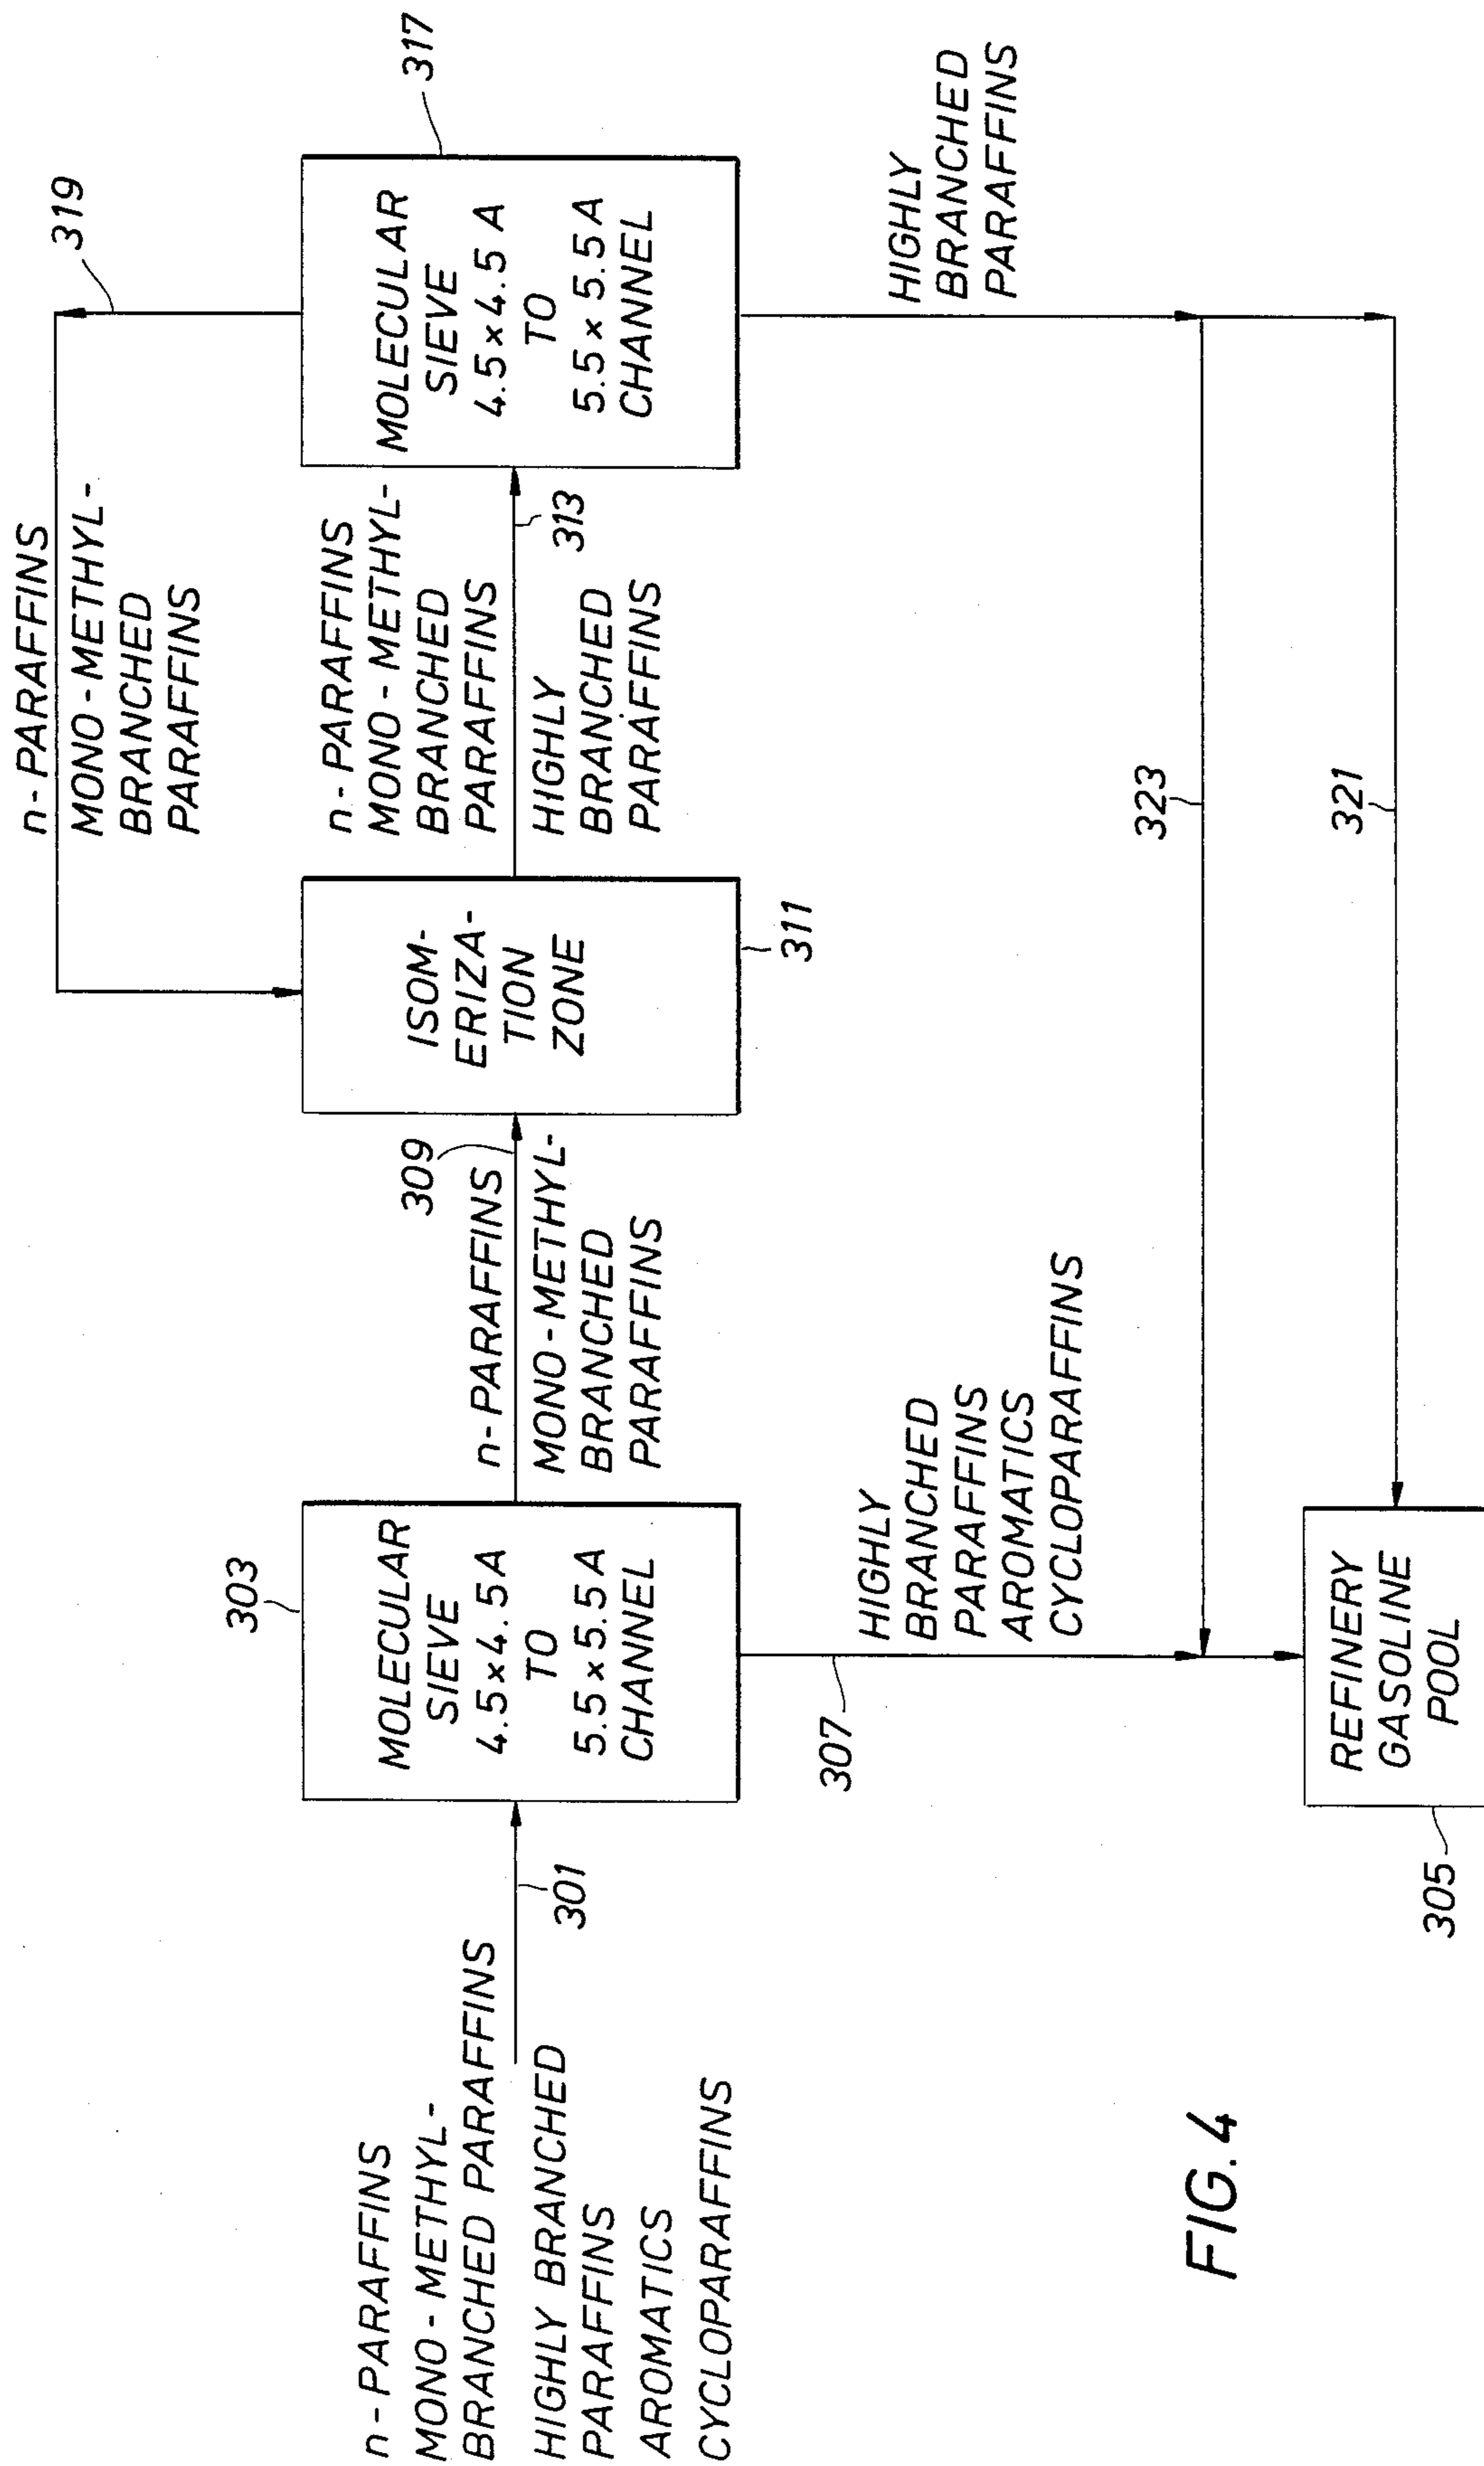 n-PARAFFINS
MONO-METHYL-
BRANCHED PARAFFINS
HIGHLY BRANCHED
PARAFFINS
AROMATICS
CYCLOPARAFFINS
301
303
MOLECULAR
SIEVE
4.5×4.5A
TO
5.5×5.5A
CHANNEL
309
n-PARAFFINS
MONO-METHYL-
BRANCHED
PARAFFINS
ISOM-
ERIZA-
TION
ZONE
311
n-PARAFFINS
MONO-METHYL-
BRANCHED
PARAFFINS
n-PARAFFINS
MONO-METHYL-
BRANCHED
PARAFFINS
HIGHLY
BRANCHED
PARAFFINS
313
319
317
MOLECULAR
SIEVE
4.5×4.5 A
TO
5.5×5.5A
CHANNEL
HIGHLY
BRANCHED
PARAFFINS
307
HIGHLY
BRANCHED
PARAFFINS
AROMATICS
CYCLOPARAFFINS
323
321
REFINERY
GASOLINE
POOL
305
FIG. 4